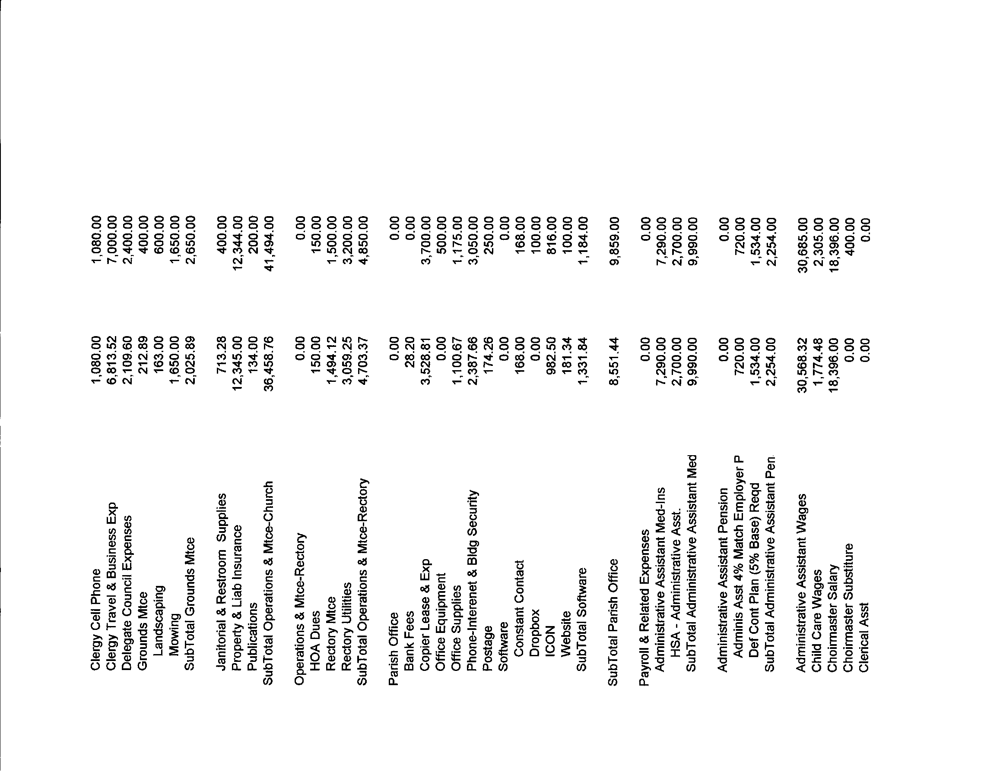 Clergy Cell Phone 1,080.00 1,080.00
Clergy Travel & Business Exp 6,813.52 7,000.00
Delegate Council Expenses 2,109.60 2,400.00
Grounds Mtce 212.89 400.00
Landscaping 163.00 600.00
Mowing 1,650.00 1,650.00
SubTotal Grounds Mtce 2,025.89 2,650.00
Janitorial & Restroom Supplies 713.28 400.00
Property & Liab Insurance 12,345.00 12,344.00
Publications 134.00 200.00
SubTotal Operations & Mtce-Church 36,458.76 41,494.00
Operations & Mtce-Rectory 0.00 0.00
HOA Dues 150.00 150.00
Rectory Mtce 1,494.12 1,500.00
Rectory Utilities 3,059.25 3,200.00
SubTotal Operations & Mtce-Rectory 4,703.37 4,850.00
Parish Office 0.00 0.00
Bank Fees 28.20 0.00
Copier Lease & Exp 3,528.81 3,700.00
Office Equipment 0.00 500.00
Office Supplies 1,100.67 1,175.00
Phone-Interenet & Bldg Security 2,387.66 3,050.00
Postage 174.26 250.00
Software 0.00 0.00
Constant Contact 168.00 168.00
Dropbox 0.00 100.00
ICON 982.50 816.00
Website 181.34 100.00
SubTotal Software 1,331.84 1,184.00
SubTotal Parish Office 8,551.44 9,859.00
Payroll & Related Expenses 0.00 0.00
Administrative Assistant Med-Ins 7,290.00 7,290.00
HSA - Administrative Asst. 2,700.00 2,700.00
SubTotal Administrative Assistant Med 9,990.00 9,990.00
Administrative Assistant Pension 0.00 0.00
Adminis Asst 4% Match Employer P 720.00 720.00
Def Cont Plan (5% Base) Reqd 1,534.00 1,534.00
SubTotal Administrative Assistant Pen 2,254.00 2,254.00
Administrative Assistant Wages 30,568.32 30,685.00
Child Care Wages 1,774.48 2,305.00
Choirmaster Salary 18,396.00 18,396.00
Choirmaster Substiture 0.00 400.00
Clerical Asst 0.00 0.00